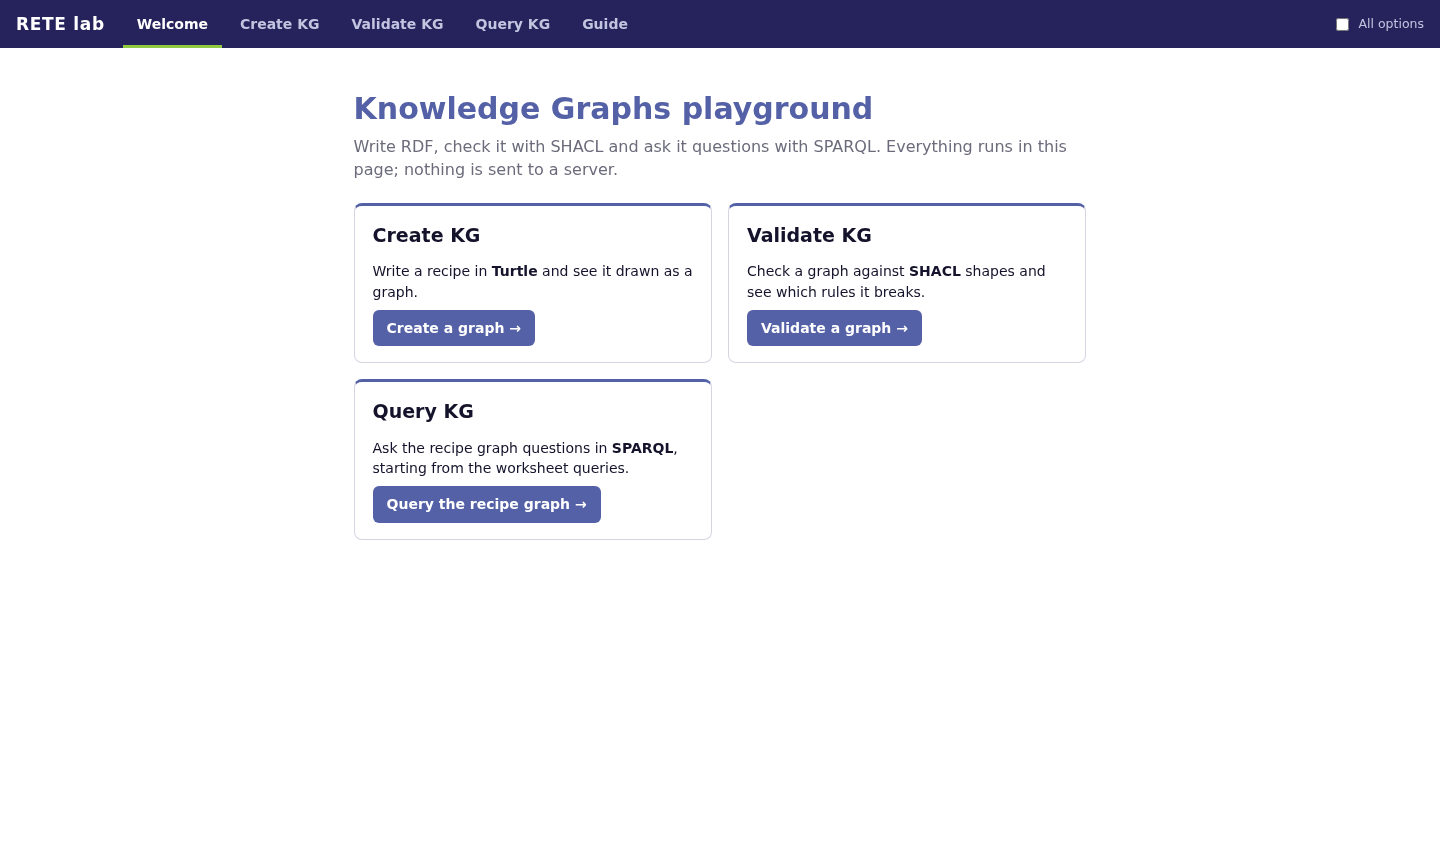 RETE lab
Welcome
Create KG
Validate KG
Query KG
Guide
All options
Knowledge Graphs playground
Write RDF, check it with SHACL and ask it questions with SPARQL. Everything runs in this
page; nothing is sent to a server.
Create KG
Write a recipe in Turtle and see it drawn as a
graph.
Create a graph →
Validate KG
Check a graph against SHACL shapes and
see which rules it breaks.
Validate a graph →
Query KG
Ask the recipe graph questions in SPARQL,
starting from the worksheet queries.
Query the recipe graph →